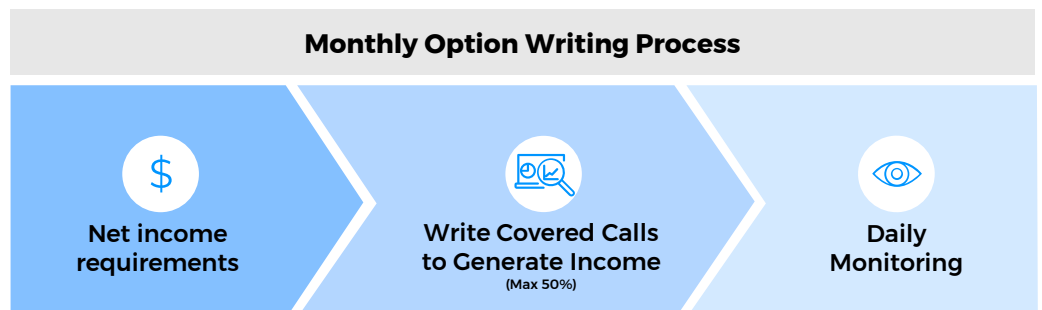 Monthly Option Writing Process
$
Net income
requirements
Write Covered Calls
to Generate Income
(Max 50%)
Daily
Monitoring